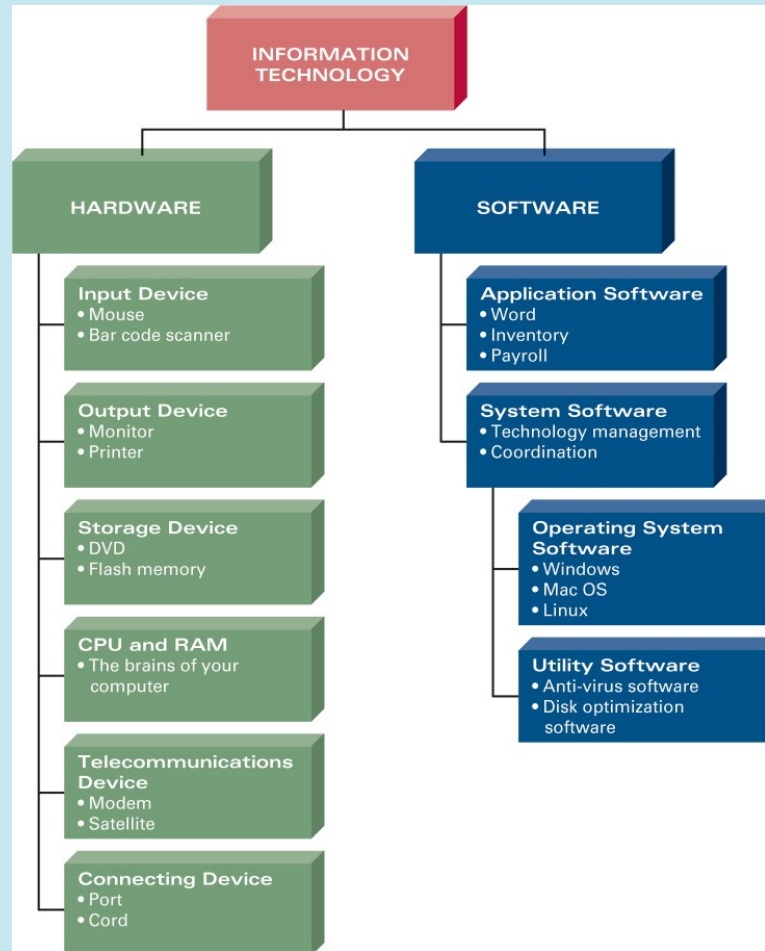 INFORMATION
TECHNOLOGY
HARDWARE
Input Device
• Mouse
• Bar code scanner
Output Device
• Monitor
• Printer
Storage Device
• DVD
• Flash memory
CPU and RAM
• The brains of your
computer
Telecommunications
Device
• Modem
• Satellite
Connecting Device
• Port
• Cord
SOFTWARE
Application Software
• Word
• Inventory
• Payroll
System Software
• Technology management
• Coordination
Operating System
Software
• Windows
• Mac OS
• Linux
Utility Software
• Anti-virus software
• Disk optimization
software